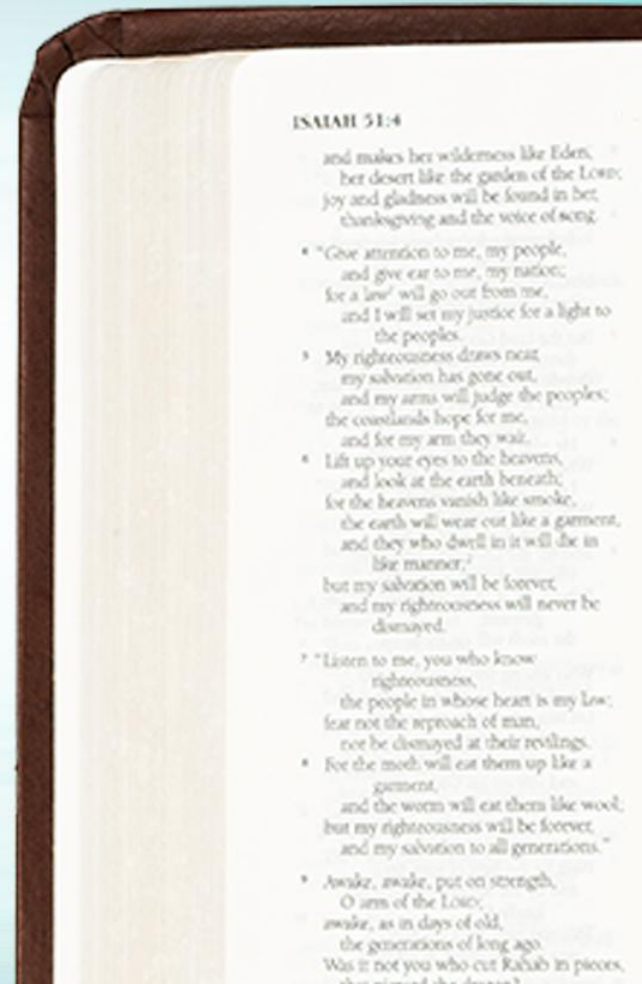 ISAIAH 51:4
and makes her wilderness like Eden,
her desert like the garden of the LORD;
joy and gladness will be found in her,
thanksgiving and the voice of song.
4 "Give attention to me, my people,
and give ear to me, my nation;
for a law¹ will go out from me,
and I will set my justice for a light to
the peoples.
5 My righteousness draws near,
my salvation has gone out,
and my arms will judge the peoples;
the coastlands hope for me,
and for my arm they wait.
6 Lift up your eyes to the heavens,
and look at the earth beneath;
for the heavens vanish like smoke,
the earth will wear out like a garment,
and they who dwell in it will die in
like manner;²
but my salvation will be forever,
and my righteousness will never be
dismayed.
7 "Listen to me, you who know
righteousness,
the people in whose heart is my law;
fear not the reproach of man,
nor be dismayed at their revilings.
8 For the moth will eat them up like a
garment,
and the worm will eat them like wool;
but my righteousness will be forever,
and my salvation to all generations."
9 Awake, awake, put on strength,
O arm of the LORD;
awake, as in days of old,
the generations of long ago.
Was it not you who cut Rahab in pieces,
that pierced the dragon?